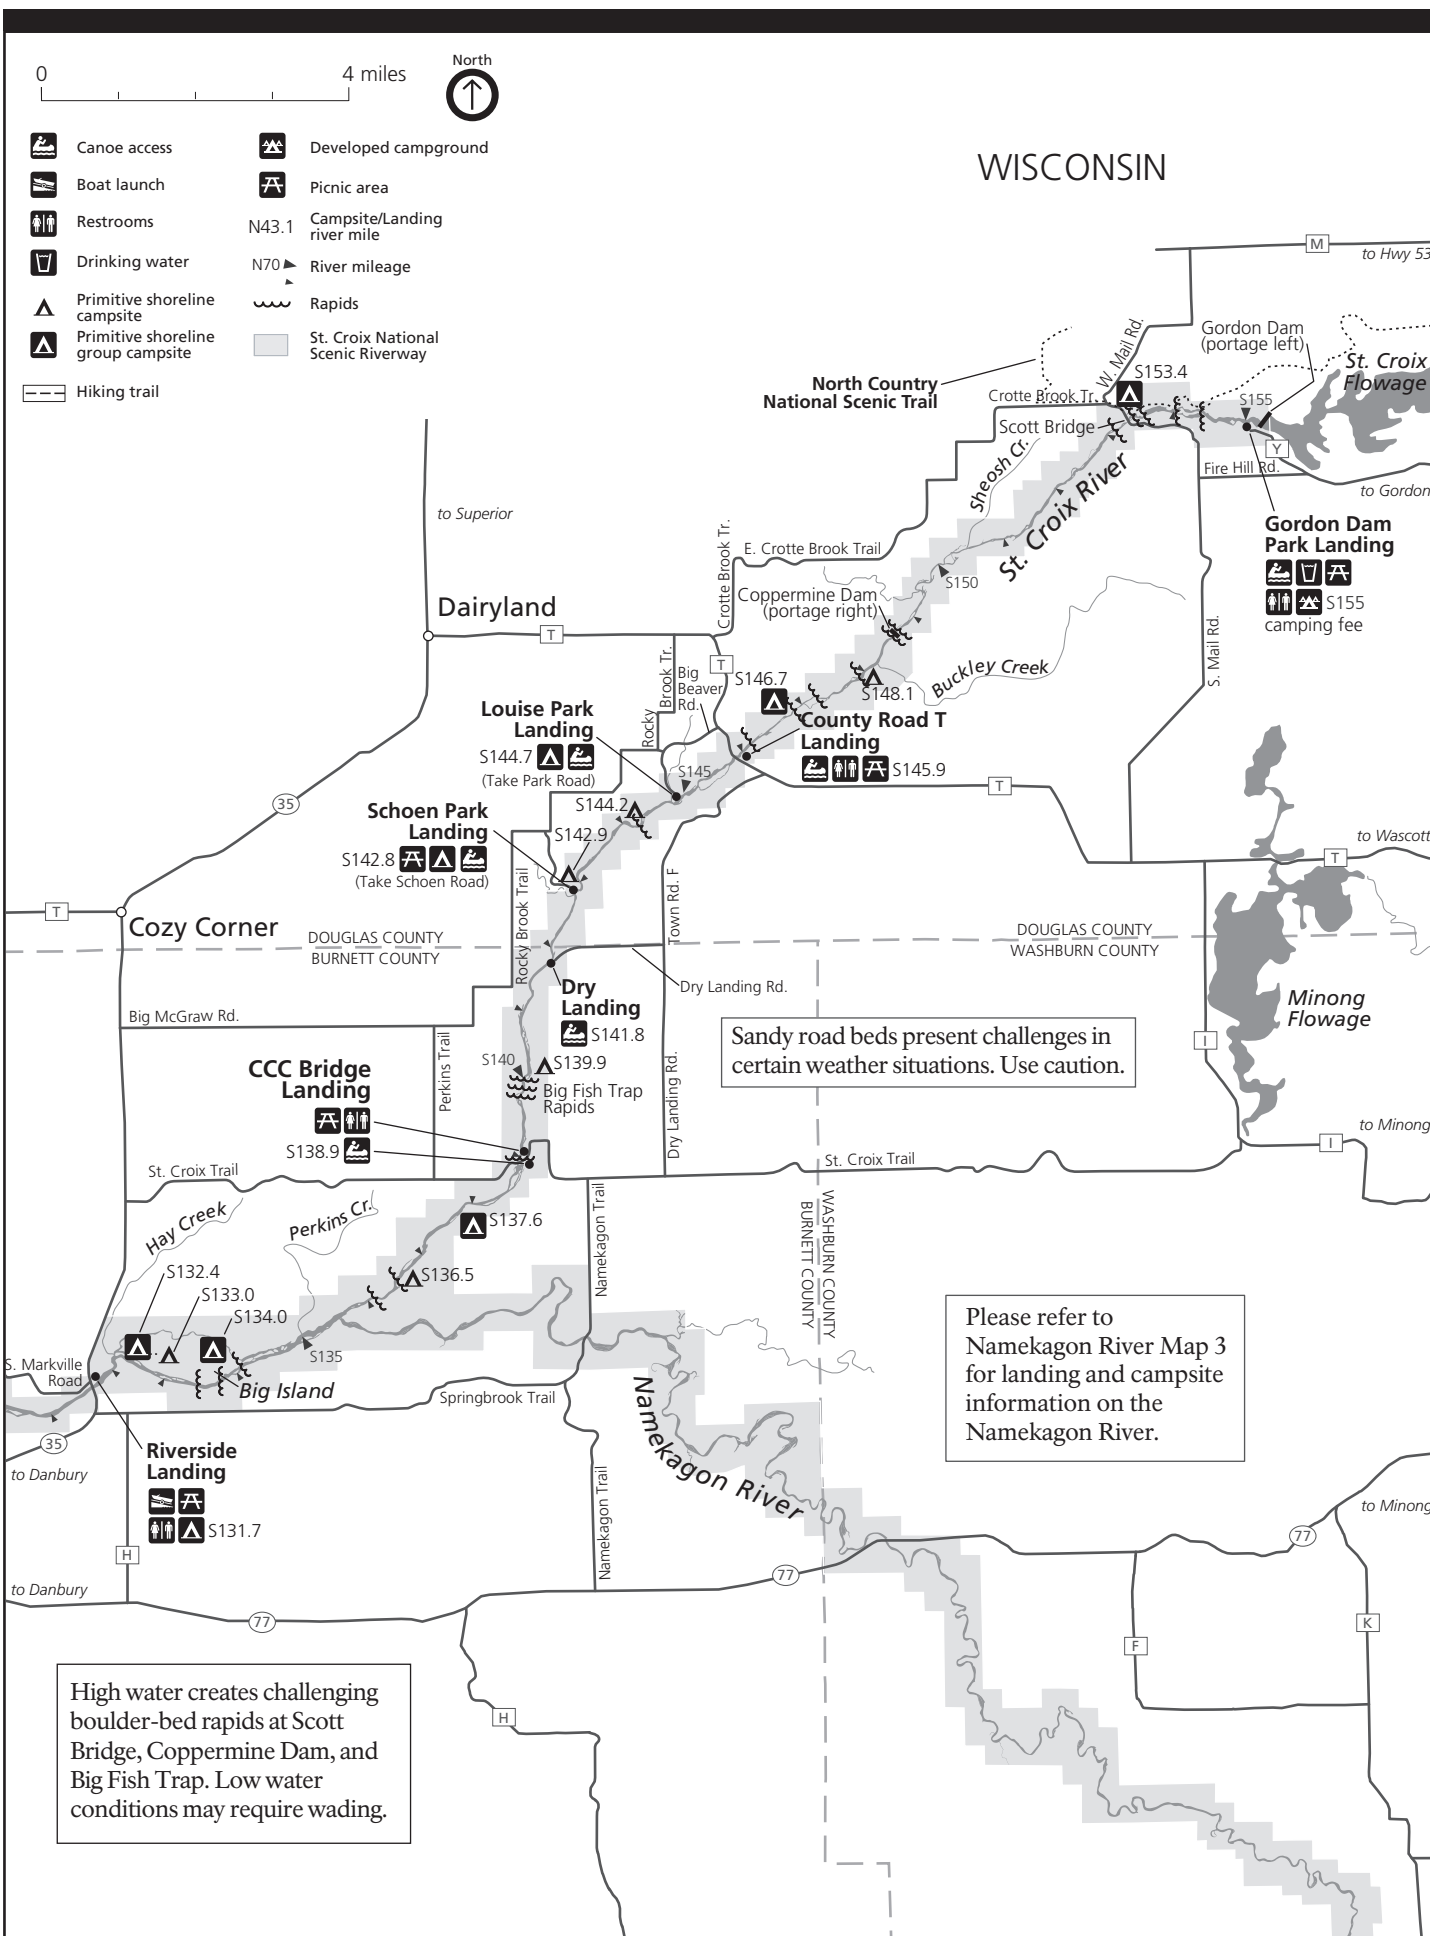 0
4 miles
North
Canoe access
Developed campground
Boat launch
Picnic area
Restrooms
N43.1
Campsite/Landing
river mile
Drinking water
N70
River mileage
Primitive shoreline
campsite
Rapids
Primitive shoreline
group campsite
St. Croix National
Scenic Riverway
Hiking trail
WISCONSIN
M
to Hwy 53
W. Mail Rd.
Gordon Dam
(portage left)
St. Croix
Flowage
North Country
National Scenic Trail
S153.4
Crotte Brook Tr.
S155
Scott Bridge
Y
Fire Hill Rd.
to Gordon
Sheosh Cr.
St. Croix River
Gordon Dam
Park Landing
S155
camping fee
to Superior
Crotte Brook Tr.
E. Crotte Brook Trail
S150
Coppermine Dam
(portage right)
Dairyland
T
T
S. Mail Rd.
Rocky
Brook Tr.
Big
Beaver
Rd.
S146.7
S148.1
Buckley Creek
Louise Park
Landing
S144.7
(Take Park Road)
County Road T
Landing
S145.9
S145
T
35
Schoen Park
Landing
S142.8
(Take Schoen Road)
S144.2
S142.9
to Wascott
T
T
Cozy Corner
Rocky Brook Trail
Town Rd. F
DOUGLAS COUNTY
BURNETT COUNTY
DOUGLAS COUNTY
WASHBURN COUNTY
Dry
Landing
S141.8
Dry Landing Rd.
Minong
Flowage
Big McGraw Rd.
Sandy road beds present challenges in
certain weather situations. Use caution.
I
Perkins Trail
S140
S139.9
Big Fish Trap
Rapids
Dry Landing Rd.
CCC Bridge
Landing
S138.9
to Minong
I
St. Croix Trail
St. Croix Trail
Hay Creek
Perkins Cr.
S137.6
Namekagon Trail
WASHBURN COUNTY
BURNETT COUNTY
S132.4
S133.0
S134.0
S136.5
S135
S. Markville
Road
Big Island
Springbrook Trail
Please refer to
Namekagon River Map 3
for landing and campsite
information on the
Namekagon River.
Namekagon River
35
to Danbury
Riverside
Landing
S131.7
Namekagon Trail
to Minong
77
H
77
to Danbury
77
F
K
High water creates challenging
boulder-bed rapids at Scott
Bridge, Coppermine Dam, and
Big Fish Trap. Low water
conditions may require wading.
H